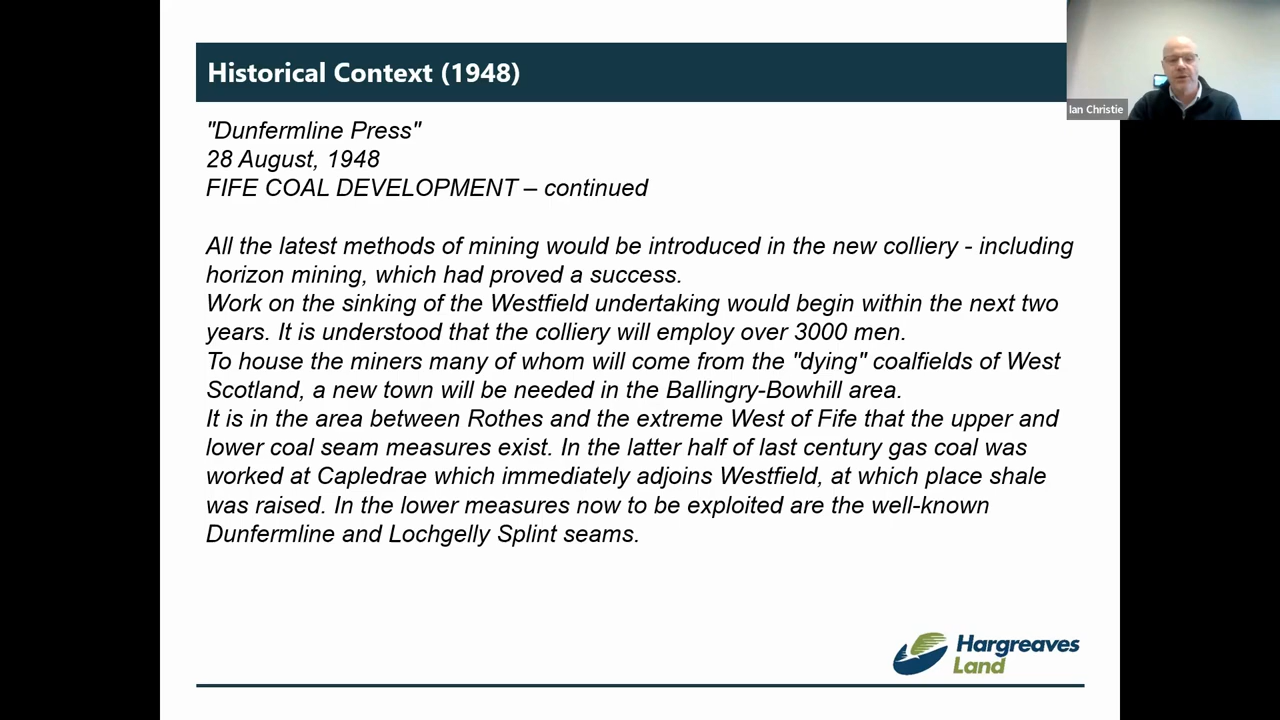 Historical Context (1948)
Ian Christie
"Dunfermline Press"
28 August, 1948
FIFE COAL DEVELOPMENT – continued
All the latest methods of mining would be introduced in the new colliery - including
horizon mining, which had proved a success.
Work on the sinking of the Westfield undertaking would begin within the next two
years. It is understood that the colliery will employ over 3000 men.
To house the miners many of whom will come from the "dying" coalfields of West
Scotland, a new town will be needed in the Ballingry-Bowhill area.
It is in the area between Rothes and the extreme West of Fife that the upper and
lower coal seam measures exist. In the latter half of last century gas coal was
worked at Capledrae which immediately adjoins Westfield, at which place shale
was raised. In the lower measures now to be exploited are the well-known
Dunfermline and Lochgelly Splint seams.
Hargreaves
Land